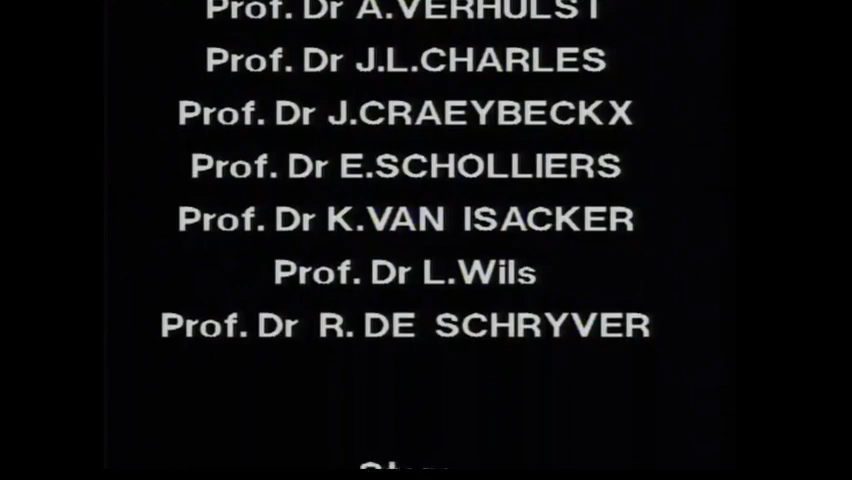 Prof. Dr A.VERHULST
Prof. Dr J.L.CHARLES
Prof. Dr J.CRAEYBECKX
Prof. Dr E.SCHOLLIERS
Prof. Dr K.VAN ISACKER
Prof. Dr L.Wils
Prof. Dr R. DE SCHRYVER